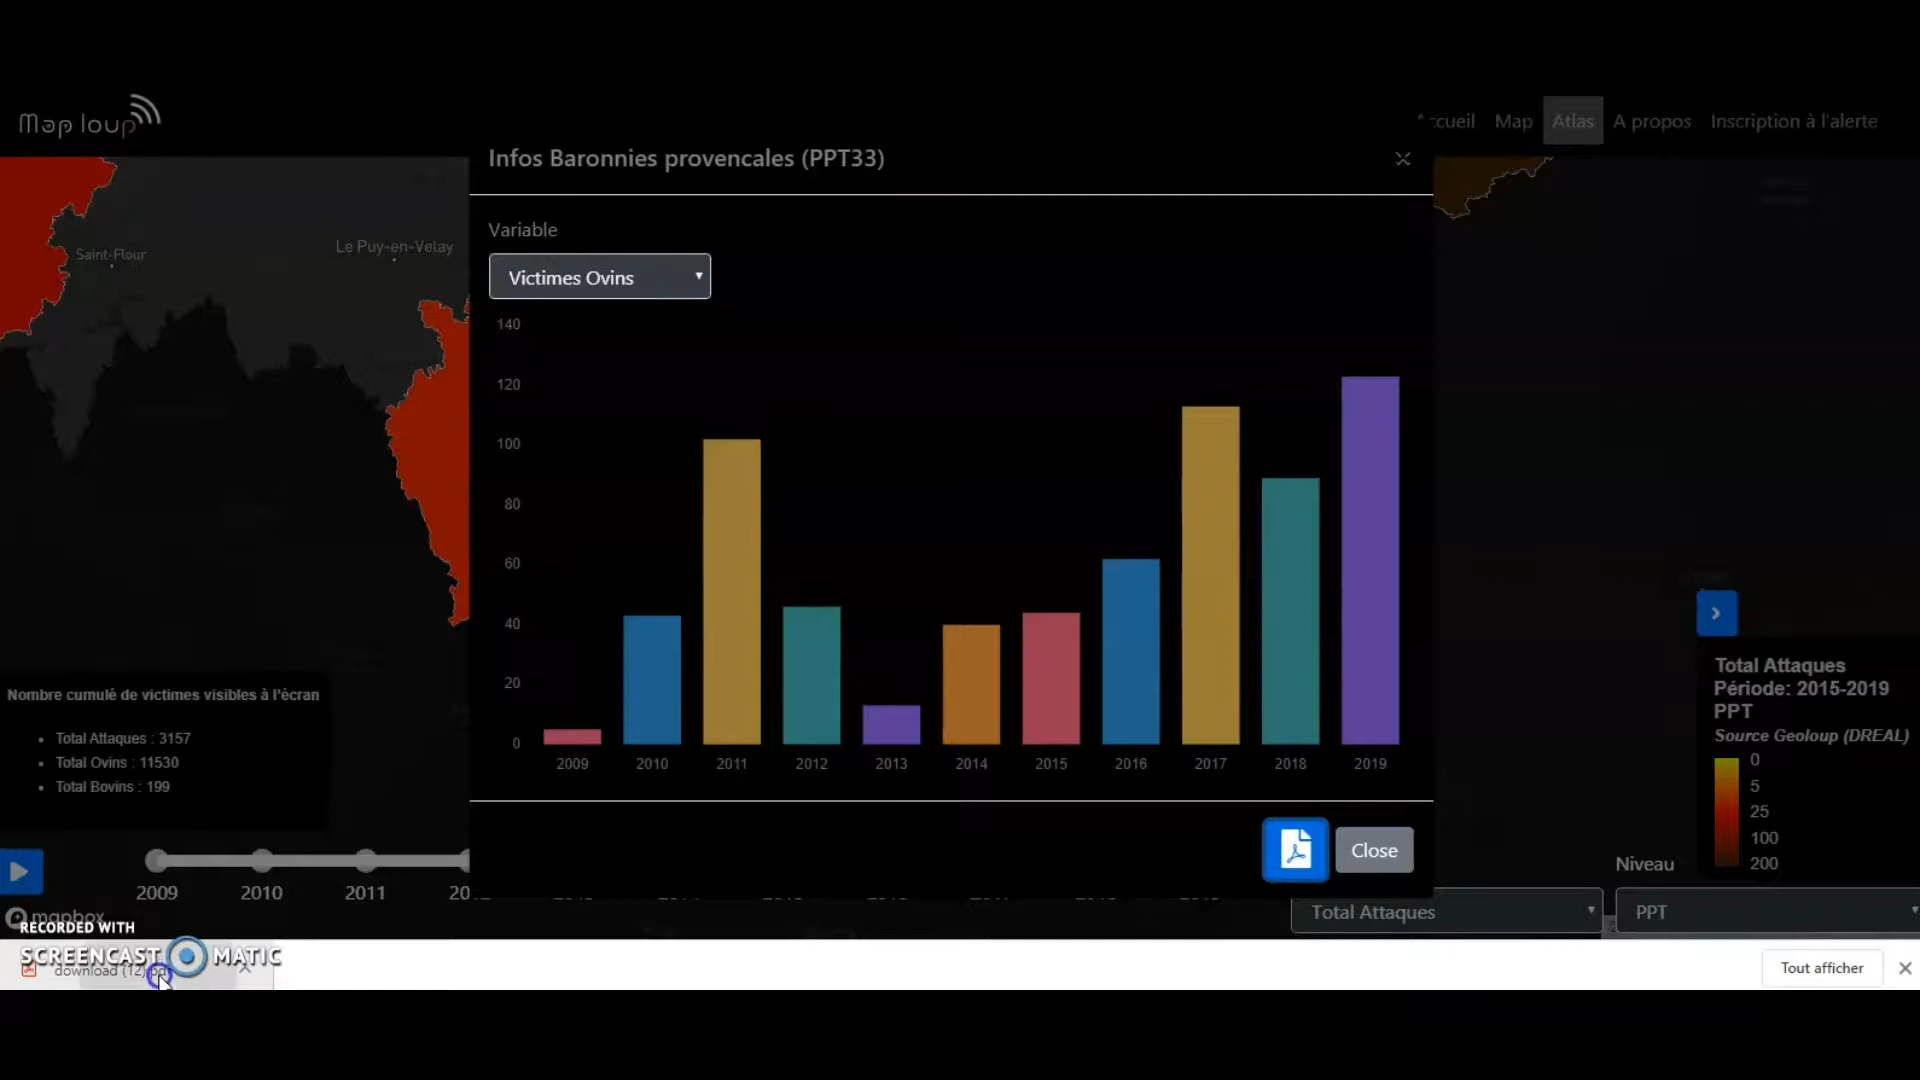 Map loup
Accueil Map Atlas A propos Inscription à l'alerte
Infos Baronnies provencales (PPT33)
Variable
Victimes Ovins
Saint-Flour
Le Puy-en-Velay
140
120
100
80
60
40
20
0
2009 2010 2011 2012 2013 2014 2015 2016 2017 2018 2019
Nombre cumulé de victimes visibles à l'écran
Total Attaques : 3157
Total Ovins : 11530
Total Bovins : 199
Total Attaques
Période: 2015-2019
PPT
Source Geoloup (DREAL)
0
5
25
100
200
Close
Niveau
2009 2010 2011
Total Attaques
PPT
mapbox
RECORDED WITH
SCREENCAST MATIC
download (12).pdf
Tout afficher